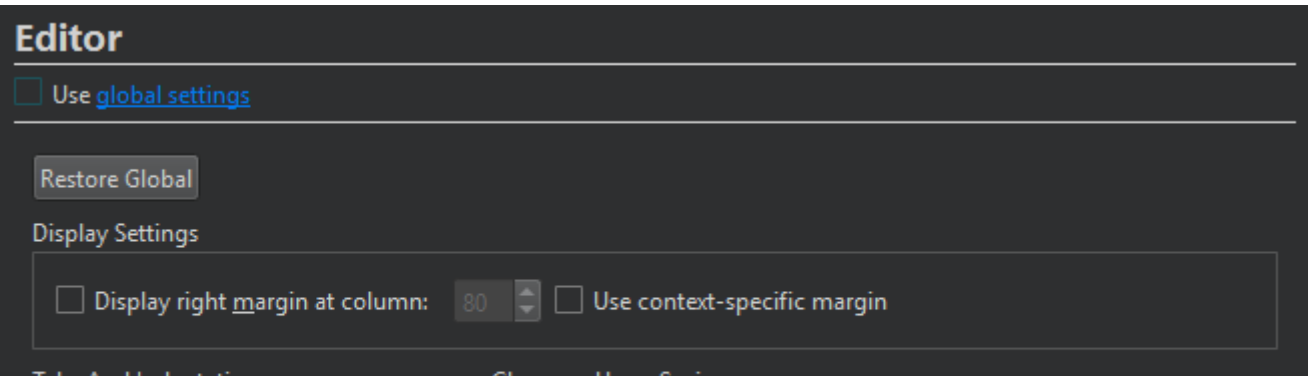 Editor
Use global settings
Restore Global
Display Settings
Display right margin at column: 80 Use context-specific margin